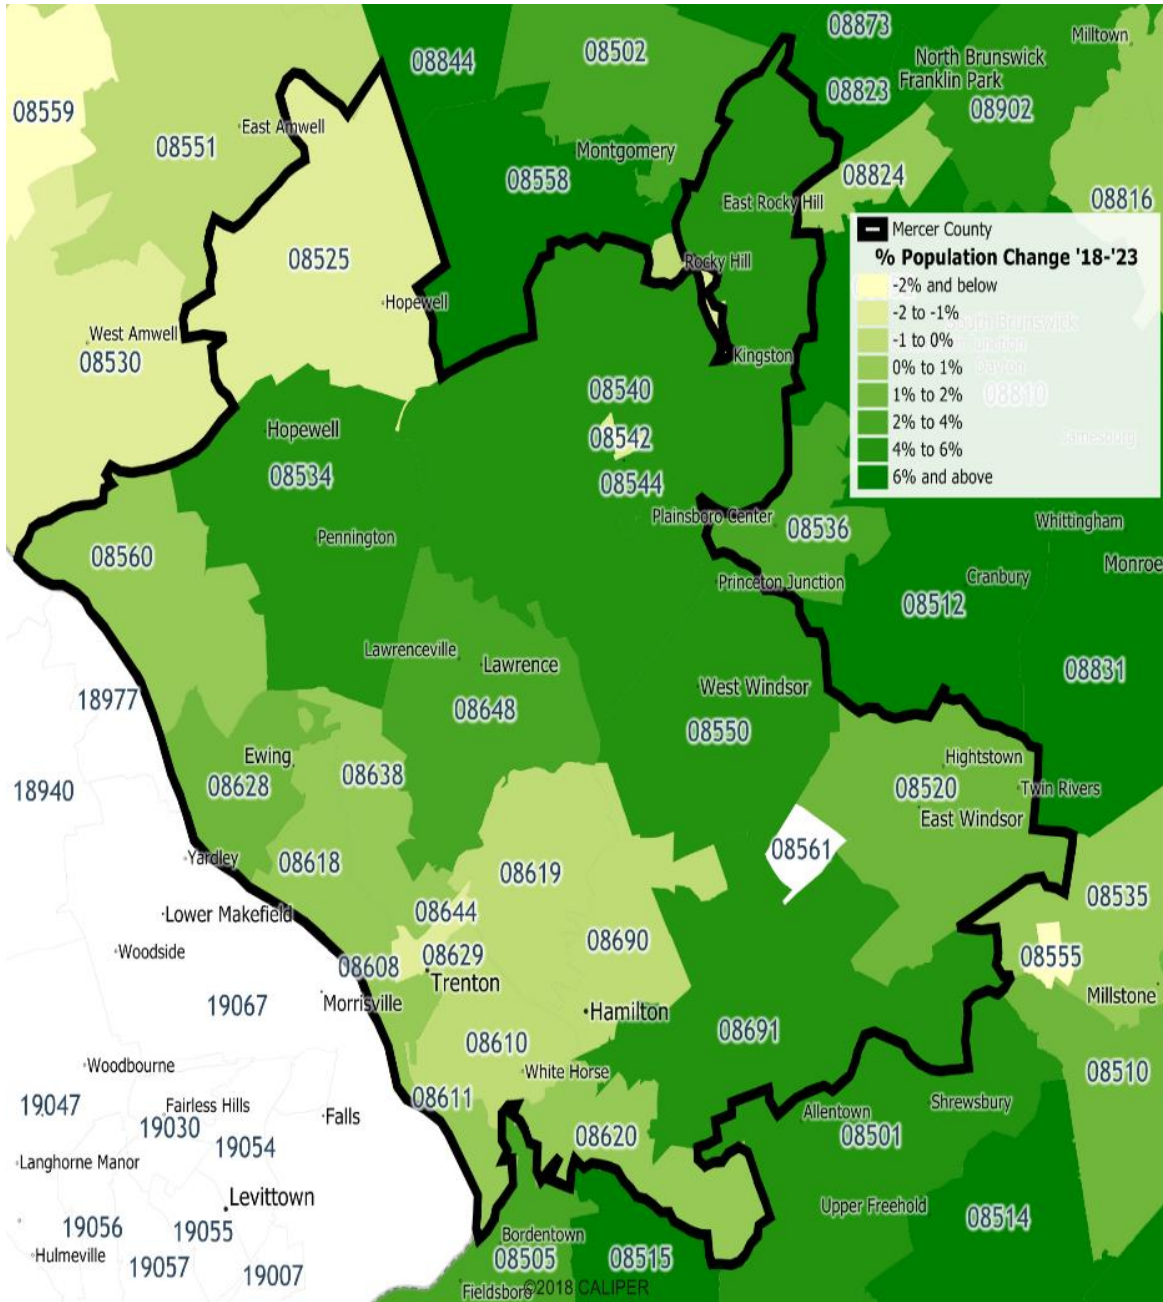 08873
08844
08502
Milltown
North Brunswick
Franklin Park
08823
08902
08559
East Amwell
08551
Montgomery
08558
08824
08816
East Rocky Hill
Mercer County
% Population Change '18-'23
-2% and below
-2 to -1%
-1 to 0%
0% to 1%
1% to 2%
2% to 4%
4% to 6%
6% and above
South Brunswick
Dayton
08810
Jamesburg
08525
Rocky Hill
Hopewell
West Amwell
08530
Kingston
08540
Hopewell
08542
08534
08544
Plainsboro Center
08536
Whittingham
Pennington
08560
Monroe
Princeton Junction
Cranbury
08512
Lawrenceville
Lawrence
08831
18977
08648
West Windsor
08550
Ewing
Hightstown
08638
08628
08520
Twin Rivers
18940
East Windsor
08561
Yardley
08618
08619
08535
Lower Makefield
08644
08690
Woodside
08629
08608
08555
Trenton
Morrisville
Millstone
19067
Hamilton
08691
08610
Woodbourne
White Horse
08510
19047
Fairless Hills
08611
Shrewsbury
Falls
Allentown
19030
08501
08620
19054
Langhorne Manor
Levittown
Upper Freehold
08514
19056
19055
Bordentown
Hulmeville
19057
08505
08515
19007
Fieldsboro
©2018 CALIPER